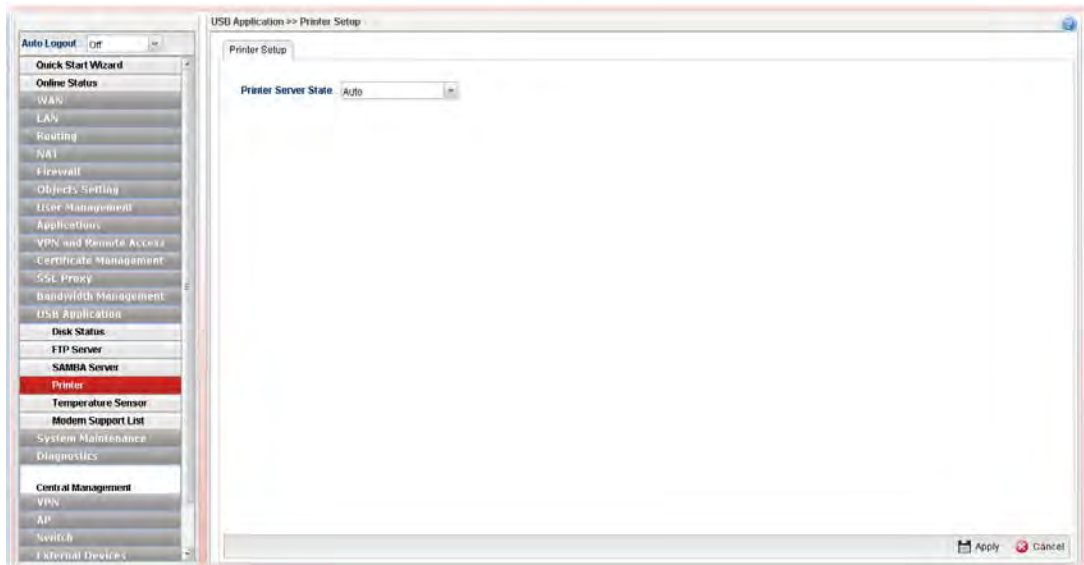 USB Application >> Printer Setup
Auto Logout Off
Quick Start Wizard
Online Status
WAN
LAN
Routing
NAT
Firewall
Objects Setting
User Management
Applications
VPN and Remote Access
Certificate Management
SSL Proxy
Bandwidth Management
USB Application
Disk Status
FTP Server
SAMBA Server
Printer
Temperature Sensor
Modem Support List
System Maintenance
Diagnostics
Central Management
VPN
AP
Switch
External Devices
Printer Setup
Printer Server State Auto
Apply Cancel